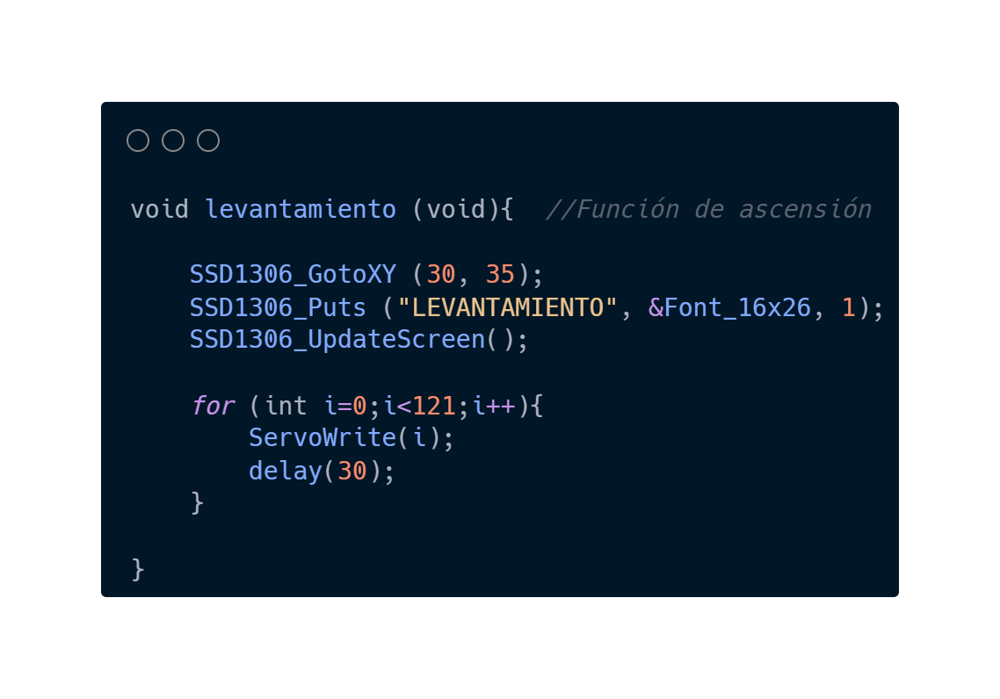 void levantamiento (void){  //Función de ascensión
    SSD1306_GotoXY (30, 35);
    SSD1306_Puts ("LEVANTAMIENTO", &Font_16x26, 1);
    SSD1306_UpdateScreen();
    for (int i=0;i<121;i++){
        ServoWrite(i);
        delay(30);
    }
}